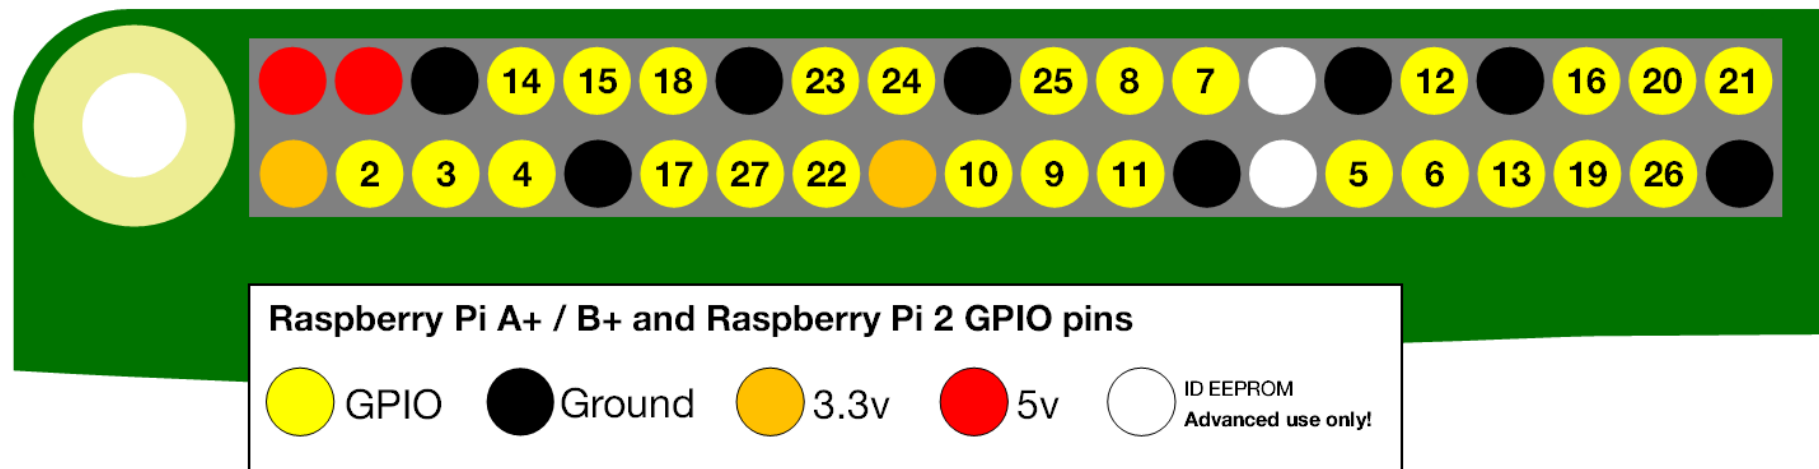 14 15 18 23 24 25 8 7 12 16 20 21
2 3 4 17 27 22 10 9 11 5 6 13 19 26
Raspberry Pi A+ / B+ and Raspberry Pi 2 GPIO pins
GPIO Ground 3.3v 5v ID EEPROM
Advanced use only!